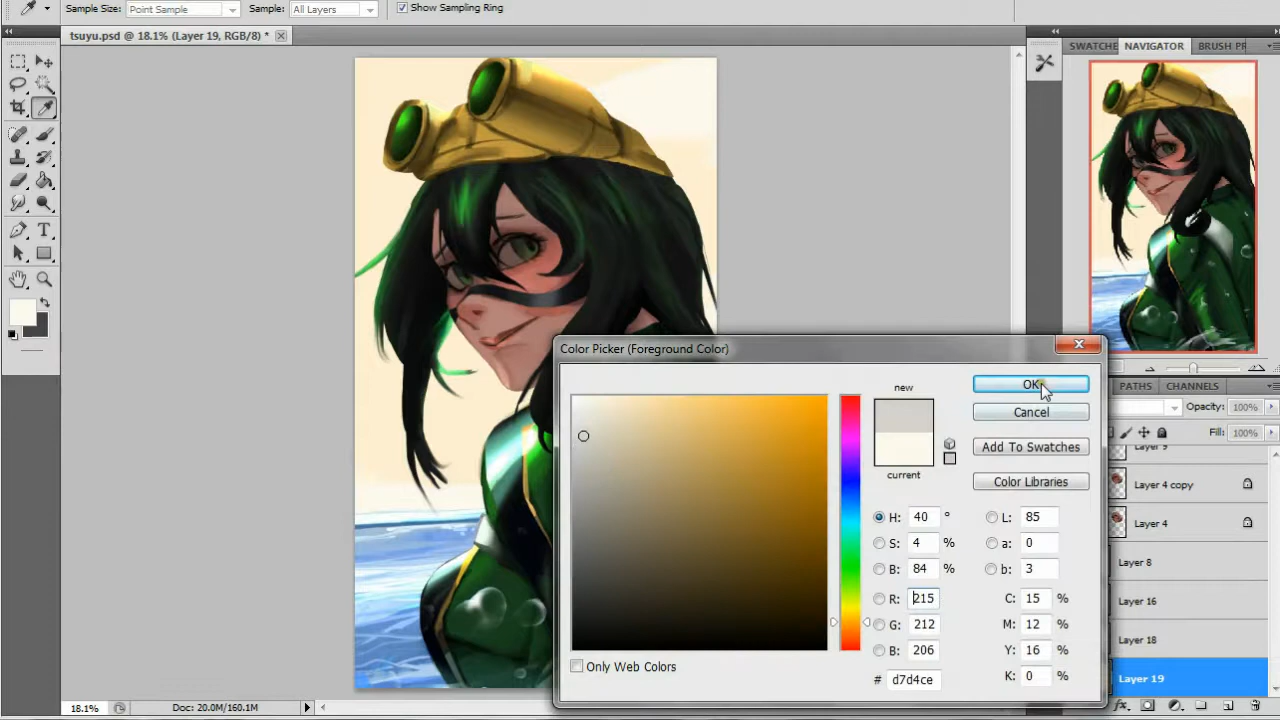 Sample Size: Point Sample Sample: All Layers Show Sampling Ring
tsuyu.psd @ 18.1% (Layer 19, RGB/8) *
SWATCHE NAVIGATOR BRUSH PR
Color Picker (Foreground Color)
new
current
OK
Cancel
Add To Swatches
Color Libraries
H: 40 °
S: 4 %
B: 84 %
R: 215
G: 212
B: 206
# d7d4ce
L: 85
a: 0
b: 3
C: 15 %
M: 12 %
Y: 16 %
K: 0 %
Only Web Colors
PATHS CHANNELS
Opacity: 100%
Fill: 100%
Layer 9
Layer 4 copy
Layer 4
Layer 8
Layer 16
Layer 18
Layer 19
18.1% Doc: 20.0M/160.1M